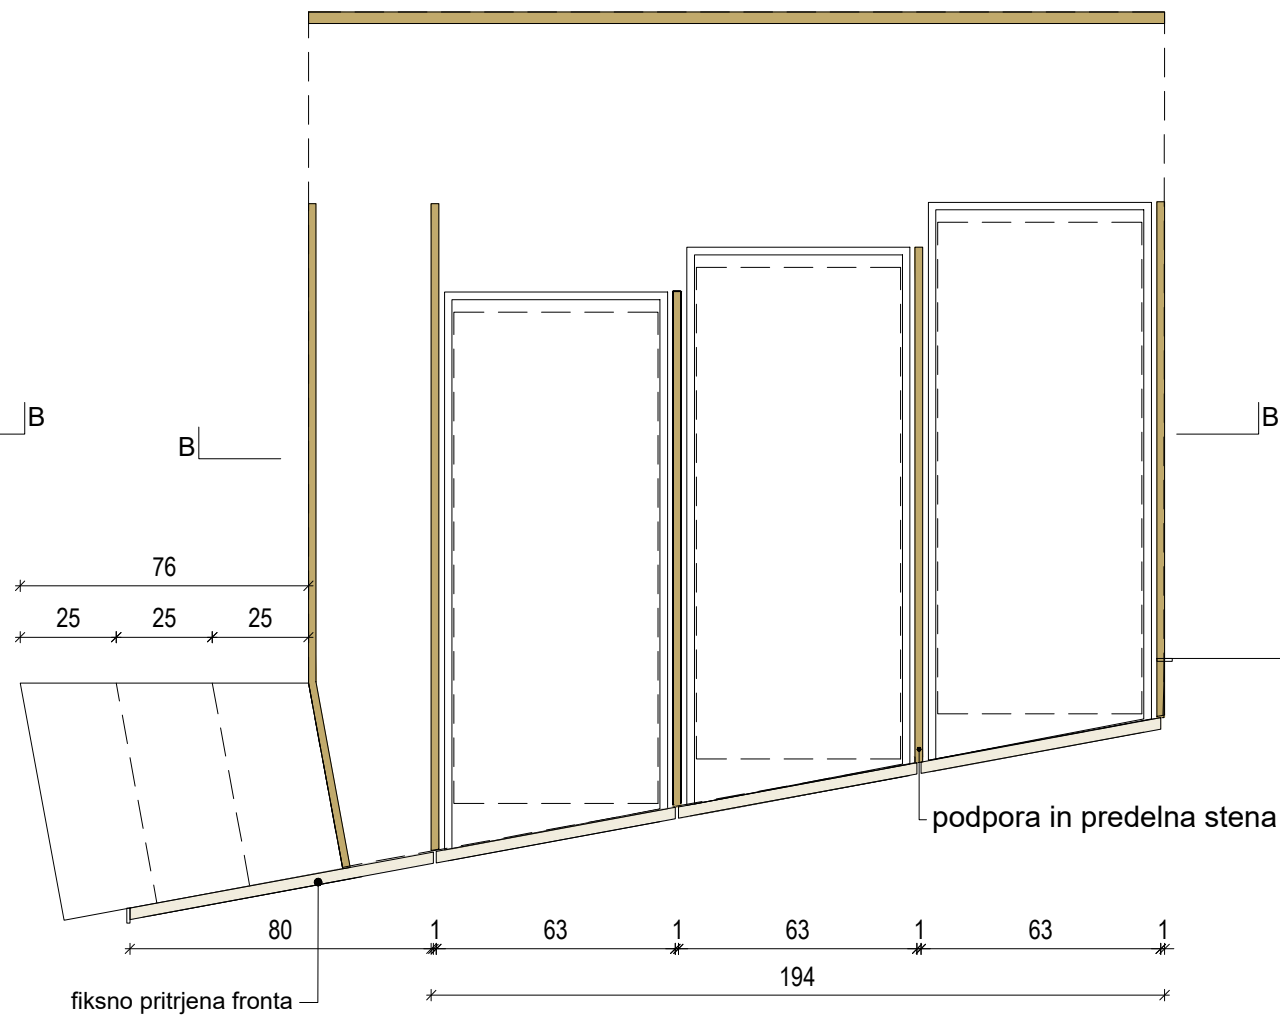 B
B
B
76
25 25 25
podpora in predelna stena
80 1 63 1 63 1 63 1
194
fiksno pritrjena fronta